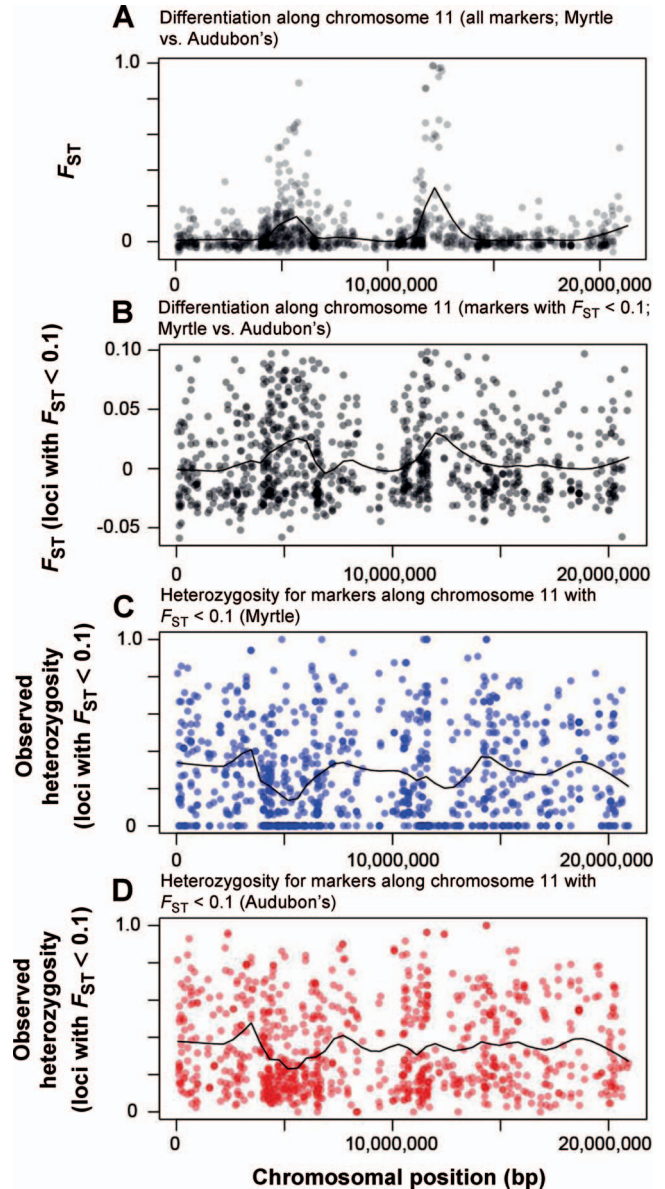 A Differentiation along chromosome 11 (all markers; Myrtle
vs. Audubon's)
1.0
FST
0
0 10,000,000 20,000,000
B Differentiation along chromosome 11 (markers with FST < 0.1;
Myrtle vs. Audubon's)
FST (loci with FST < 0.1)
0.10
0.05
0
-0.05
0 10,000,000 20,000,000
C Heterozygosity for markers along chromosome 11 with
FST < 0.1 (Myrtle)
Observed
heterozygosity
(loci with FST < 0.1)
1.0
0
0 10,000,000 20,000,000
D Heterozygosity for markers along chromosome 11 with
FST < 0.1 (Audubon's)
Observed
heterozygosity
(loci with FST < 0.1)
1.0
0
0 10,000,000 20,000,000
Chromosomal position (bp)